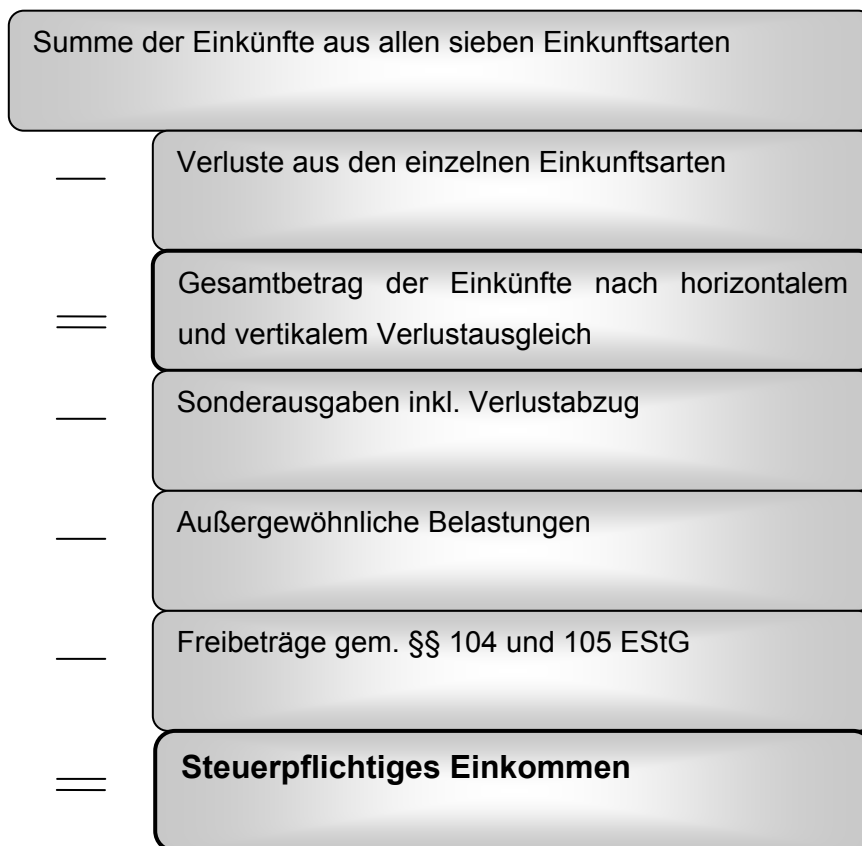 Summe der Einkünfte aus allen sieben Einkunftsarten
Verluste aus den einzelnen Einkunftsarten
Gesamtbetrag der Einkünfte nach horizontalem
und vertikalem Verlustausgleich
Sonderausgaben inkl. Verlustabzug
Außergewöhnliche Belastungen
Freibeträge gem. §§ 104 und 105 EStG
Steuerpflichtiges Einkommen